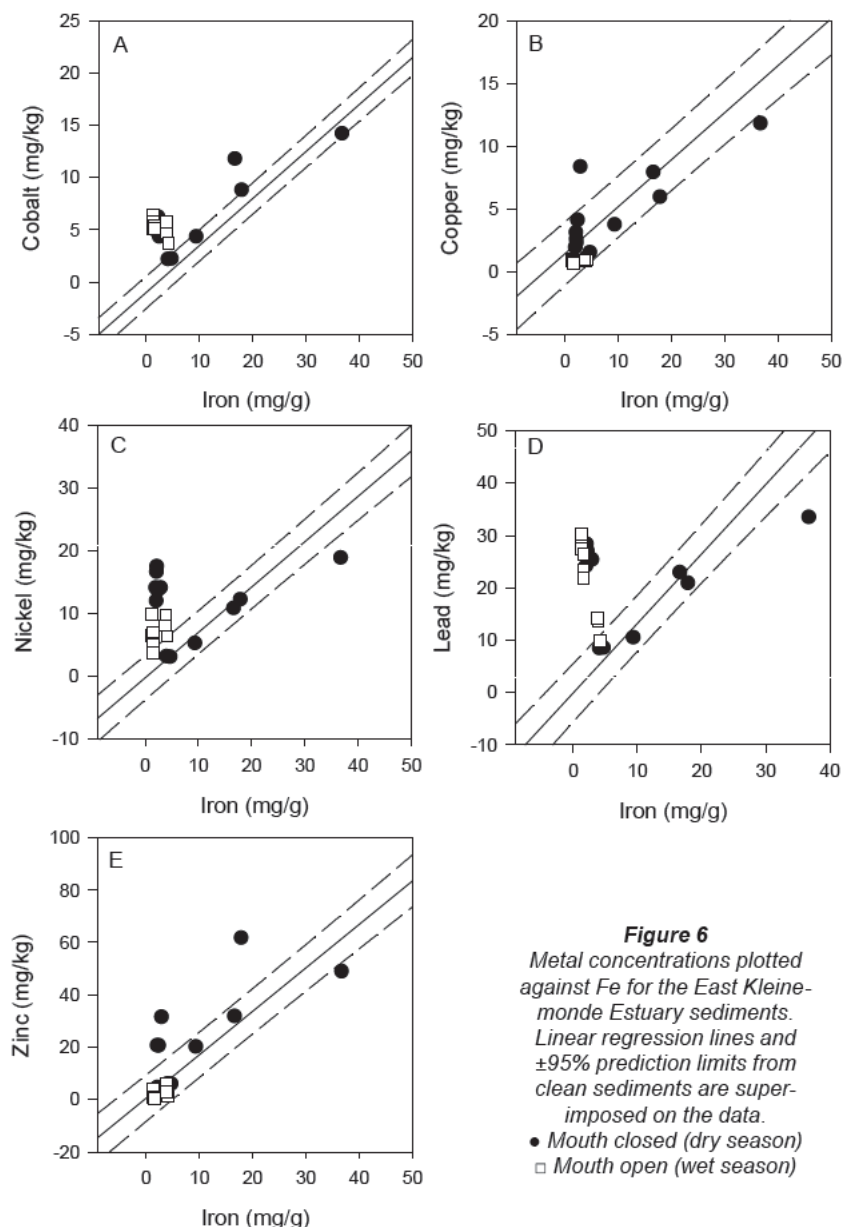 A
25
20
15
10
5
0
-5
Cobalt (mg/kg)
0 10 20 30 40 50
Iron (mg/g)
B
20
15
10
5
0
-5
Copper (mg/kg)
0 10 20 30 40 50
Iron (mg/g)
C
40
30
20
10
0
-10
Nickel (mg/kg)
0 10 20 30 40 50
Iron (mg/g)
D
50
40
30
20
10
0
-10
Lead (mg/kg)
0 10 20 30 40
Iron (mg/g)
E
100
80
60
40
20
0
-20
Zinc (mg/kg)
0 10 20 30 40 50
Iron (mg/g)
Figure 6
Metal concentrations plotted
against Fe for the East Kleine-
monde Estuary sediments.
Linear regression lines and
±95% prediction limits from
clean sediments are super-
imposed on the data.
● Mouth closed (dry season)
□ Mouth open (wet season)